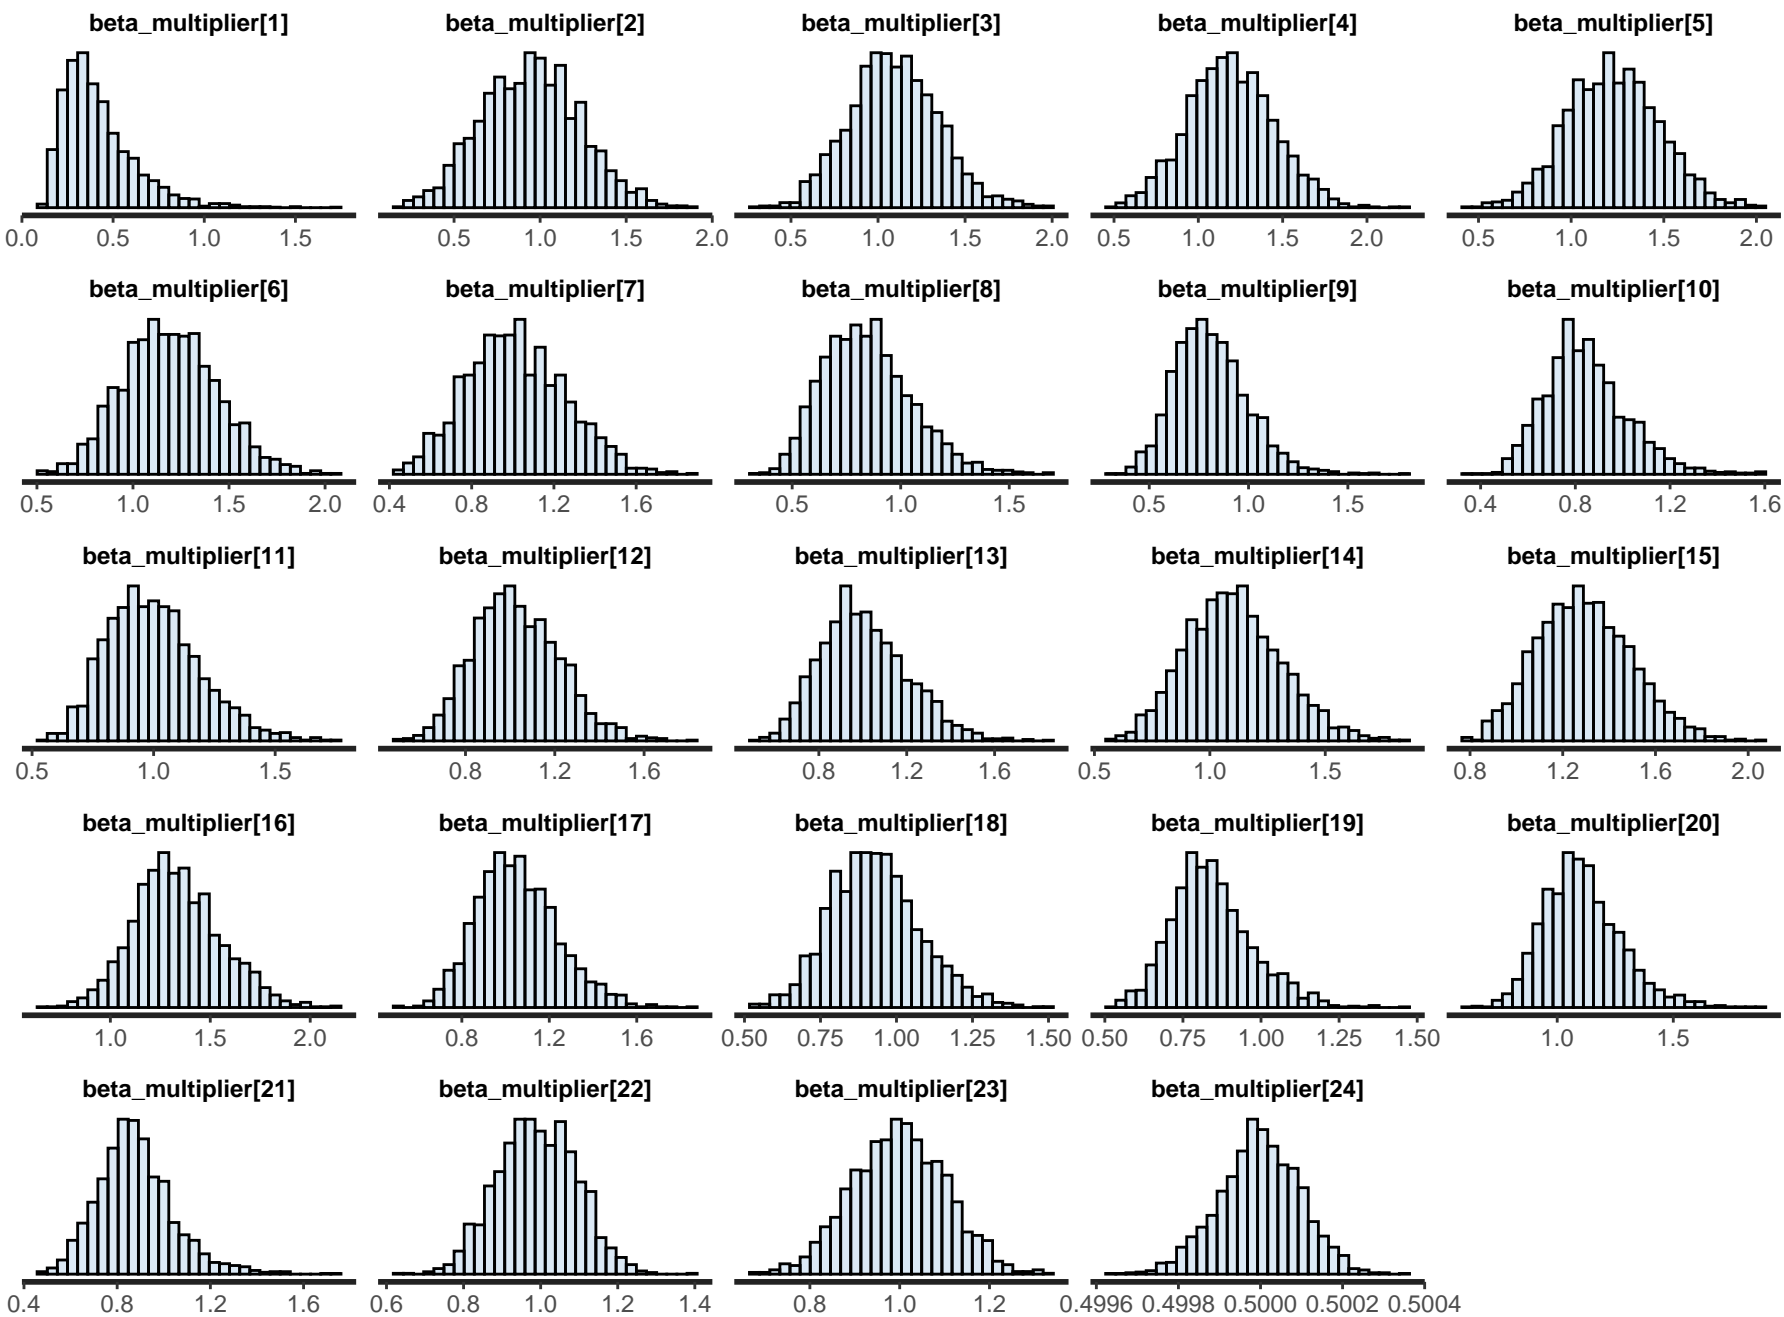 beta_multiplier[1] beta_multiplier[2] beta_multiplier[3] beta_multiplier[4] beta_multiplier[5]
0.0 0.5 1.0 1.5 0.5 1.0 1.5 2.0 0.5 1.0 1.5 2.0 0.5 1.0 1.5 2.0 0.5 1.0 1.5 2.0
beta_multiplier[6] beta_multiplier[7] beta_multiplier[8] beta_multiplier[9] beta_multiplier[10]
0.5 1.0 1.5 2.0 0.4 0.8 1.2 1.6 0.5 1.0 1.5 0.5 1.0 1.5 0.4 0.8 1.2 1.6
beta_multiplier[11] beta_multiplier[12] beta_multiplier[13] beta_multiplier[14] beta_multiplier[15]
0.5 1.0 1.5 0.8 1.2 1.6 0.8 1.2 1.6 0.5 1.0 1.5 0.8 1.2 1.6 2.0
beta_multiplier[16] beta_multiplier[17] beta_multiplier[18] beta_multiplier[19] beta_multiplier[20]
1.0 1.5 2.0 0.8 1.2 1.6 0.50 0.75 1.00 1.25 1.50 0.50 0.75 1.00 1.25 1.50 1.0 1.5
beta_multiplier[21] beta_multiplier[22] beta_multiplier[23] beta_multiplier[24]
0.4 0.8 1.2 1.6 0.6 0.8 1.0 1.2 1.4 0.8 1.0 1.2 0.4996 0.4998 0.5000 0.5002 0.5004